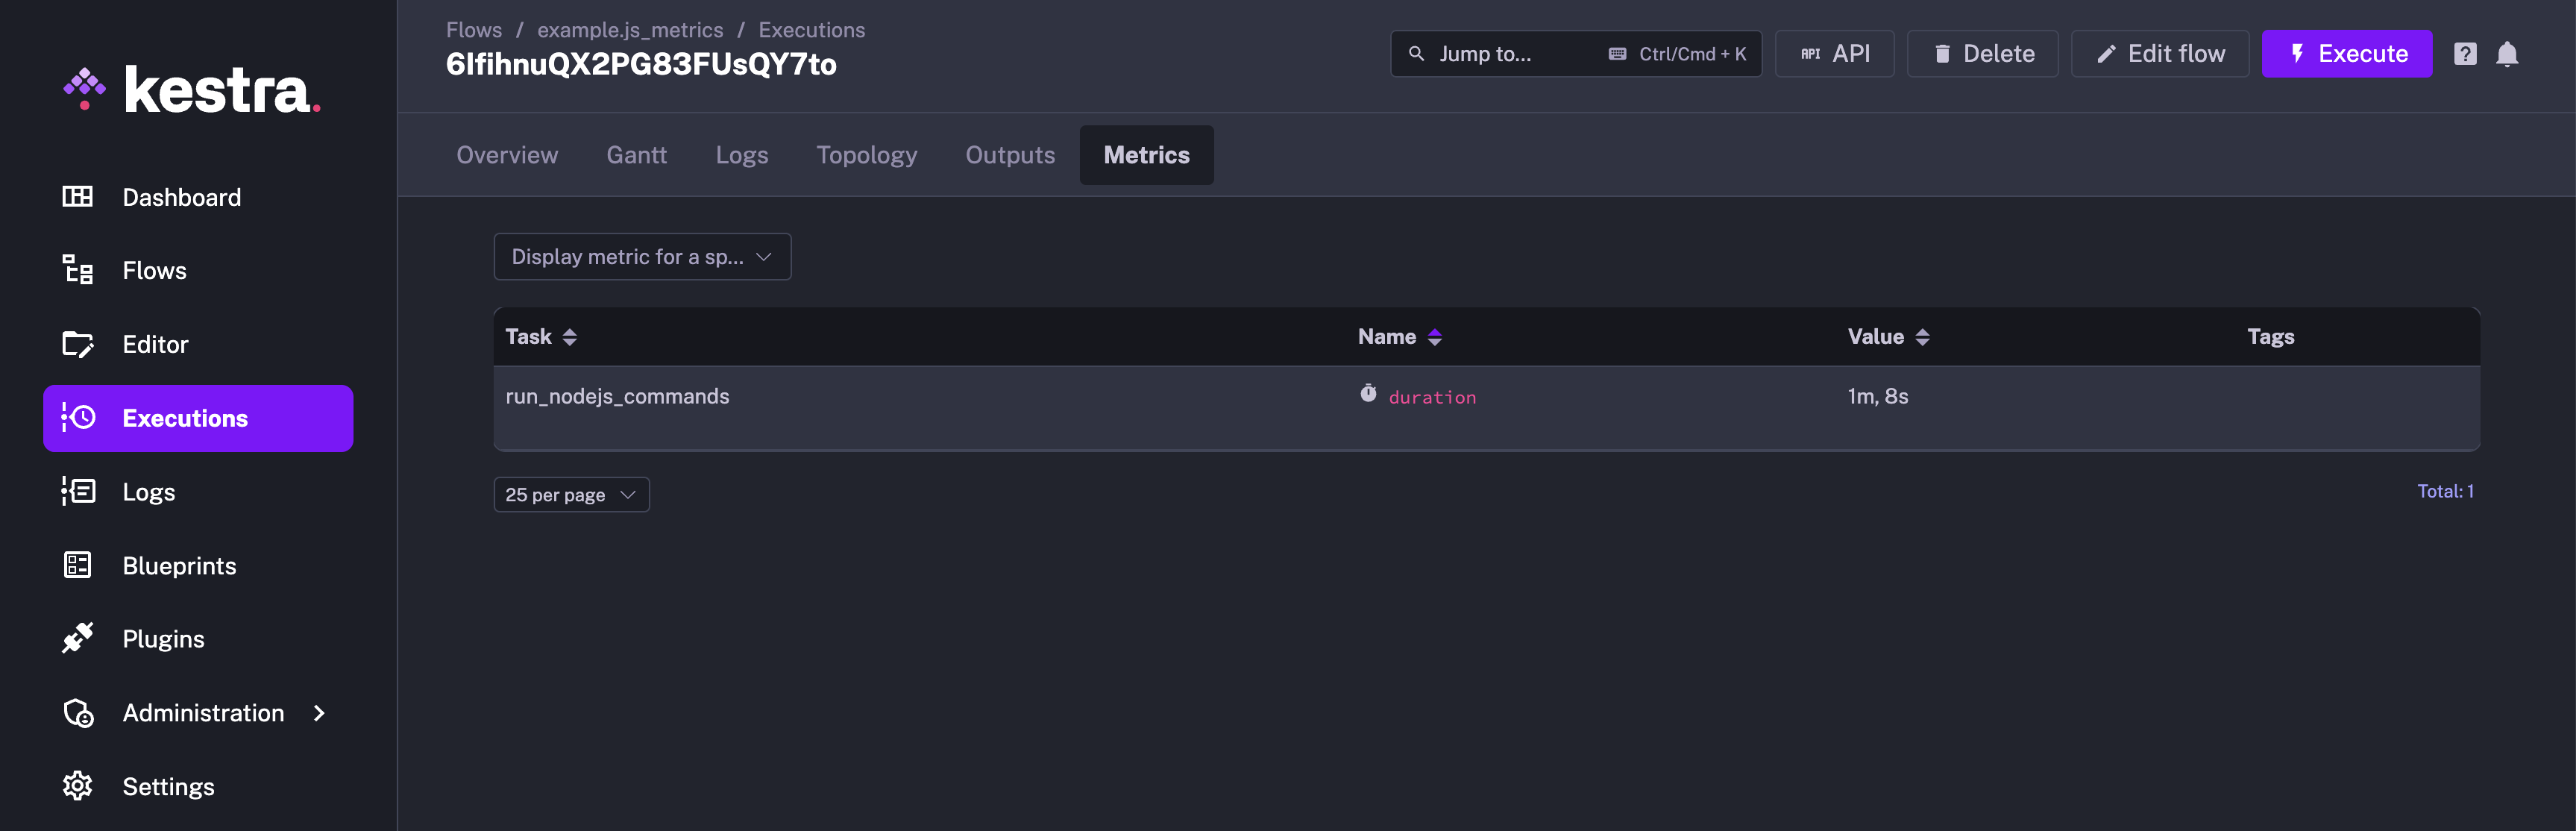 kestra.
Dashboard
Flows
Editor
Executions
Logs
Blueprints
Plugins
Administration
Settings
Flows / example.js_metrics / Executions
6IfihnuQX2PG83FUsQY7to
Jump to... Ctrl/Cmd + K
API API
Delete
Edit flow
Execute
?
Overview Gantt Logs Topology Outputs Metrics
Display metric for a sp...
Task Name Value Tags
run_nodejs_commands duration 1m, 8s
25 per page
Total: 1